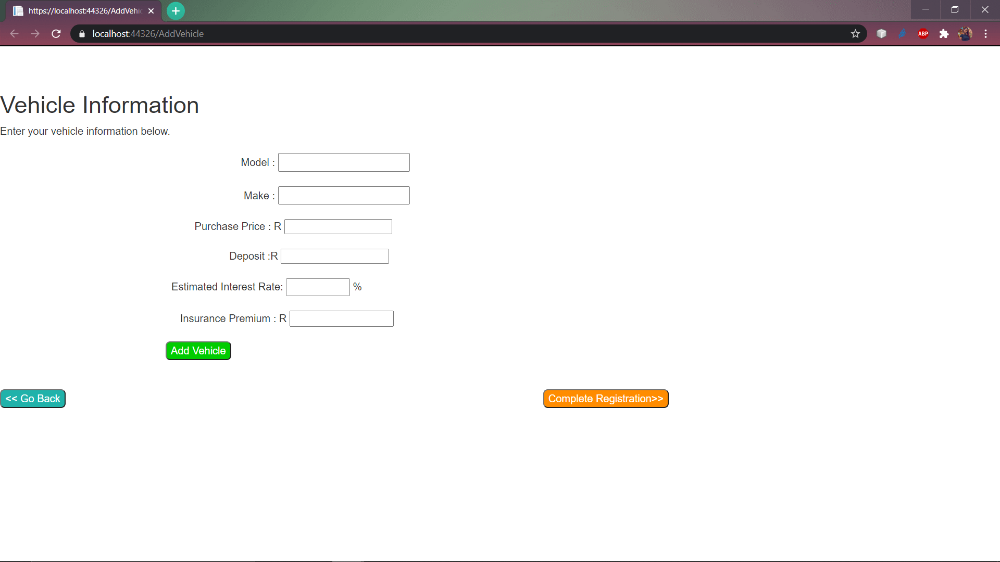 https://localhost:44326/AddVehic
localhost:44326/AddVehicle
ABP
Vehicle Information
Enter your vehicle information below.
Model :
Make :
Purchase Price : R
Deposit :R
Estimated Interest Rate: %
Insurance Premium : R
Add Vehicle
<< Go Back
Complete Registration>>